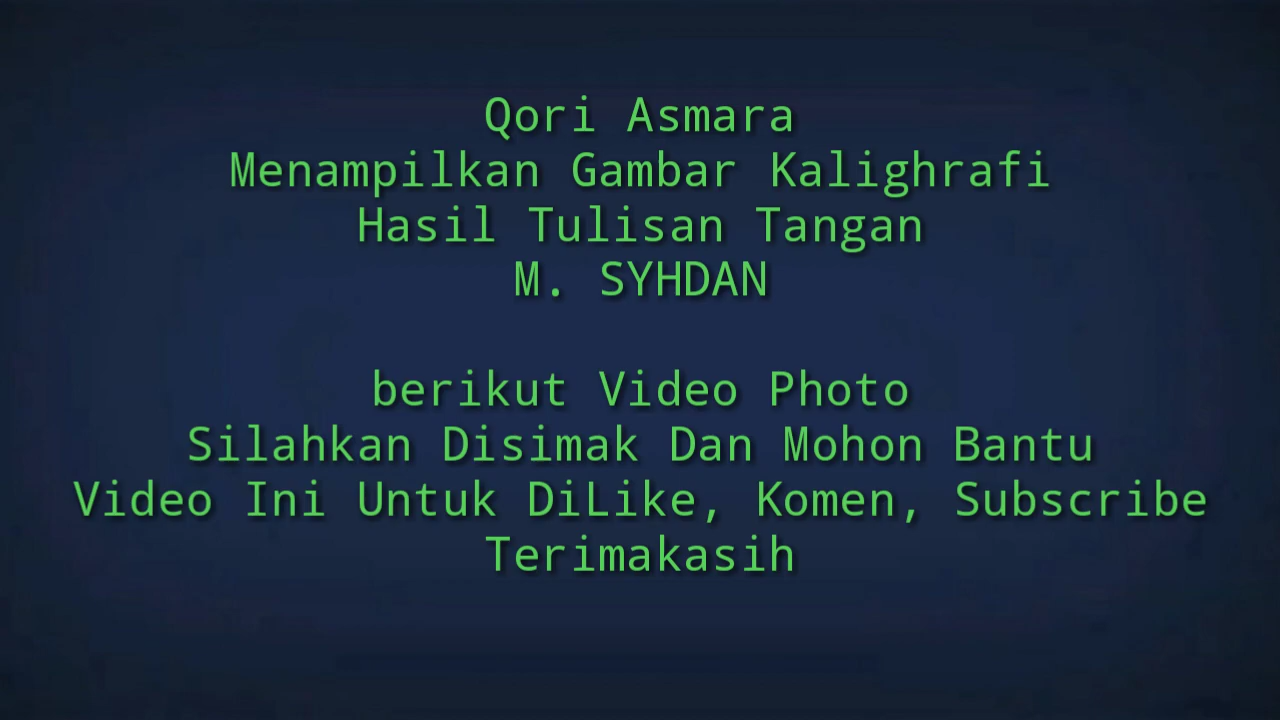 Qori Asmara
Menampilkan Gambar Kalighrafi
Hasil Tulisan Tangan
M. SYHDAN
berikut Video Photo
Silahkan Disimak Dan Mohon Bantu
Video Ini Untuk DiLike, Komen, Subscribe
Terimakasih